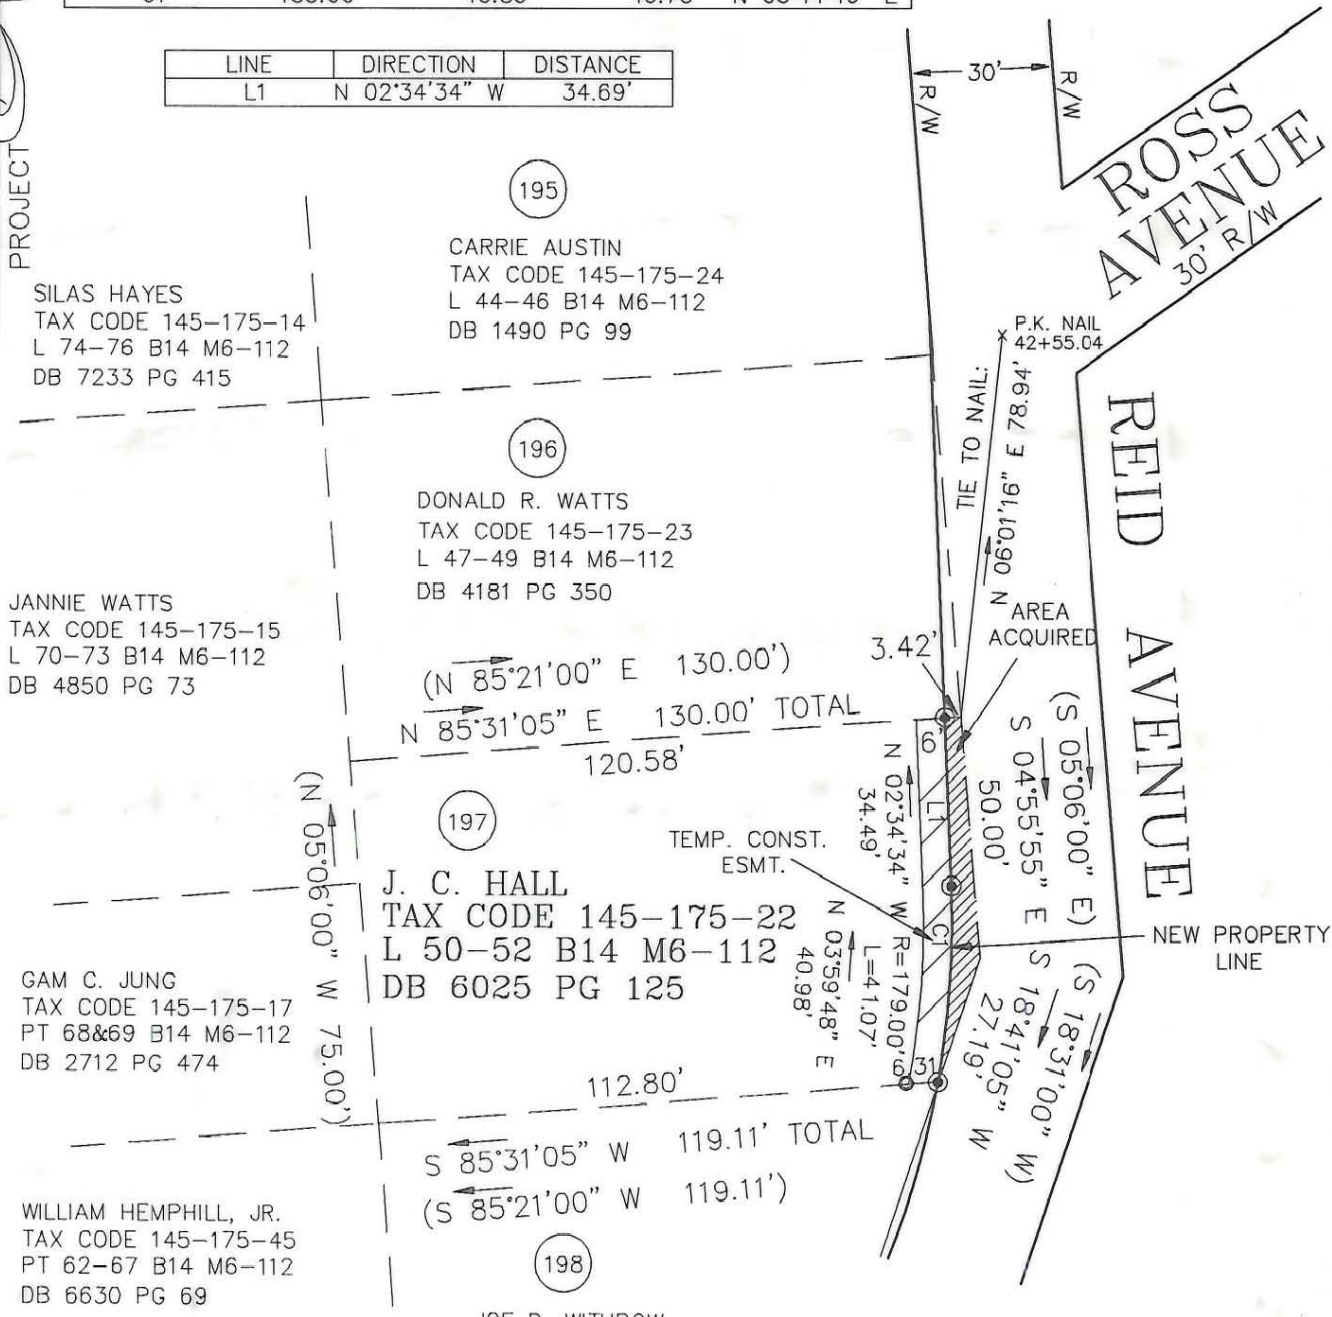 LINE DIRECTION DISTANCE
L1 N 02°34'34" W 34.69'
30'
R/W
R/W
ROSS
AVENUE
30' R/W
PROJECT
195
CARRIE AUSTIN
TAX CODE 145-175-24
L 44-46 B14 M6-112
DB 1490 PG 99
SILAS HAYES
TAX CODE 145-175-14
L 74-76 B14 M6-112
DB 7233 PG 415
P.K. NAIL
42+55.04
TIE TO NAIL:
N 06°01'16" E 78.94'
REID AVENUE
196
DONALD R. WATTS
TAX CODE 145-175-23
L 47-49 B14 M6-112
DB 4181 PG 350
JANNIE WATTS
TAX CODE 145-175-15
L 70-73 B14 M6-112
DB 4850 PG 73
AREA
ACQUIRED
3.42'
(N 85°21'00" E 130.00')
N 85°31'05" E 130.00' TOTAL
120.58'
6'
L1
N 02°34'34" W
34.49'
(S 05°06'00" E)
S 04°55'55" E
50.00'
(N 05°06'00" W 75.00')
197
J. C. HALL
TAX CODE 145-175-22
L 50-52 B14 M6-112
DB 6025 PG 125
TEMP. CONST.
ESMT.
C1
NEW PROPERTY
LINE
R=179.00'
L=41.07'
N 03°59'48" E
40.98'
(S 18°31'00" W)
S 18°41'05" W
27.19'
GAM C. JUNG
TAX CODE 145-175-17
PT 68&69 B14 M6-112
DB 2712 PG 474
112.80'
S 85°31'05" W 119.11' TOTAL
(S 85°21'00" W 119.11')
WILLIAM HEMPHILL, JR.
TAX CODE 145-175-45
PT 62-67 B14 M6-112
DB 6630 PG 69
198